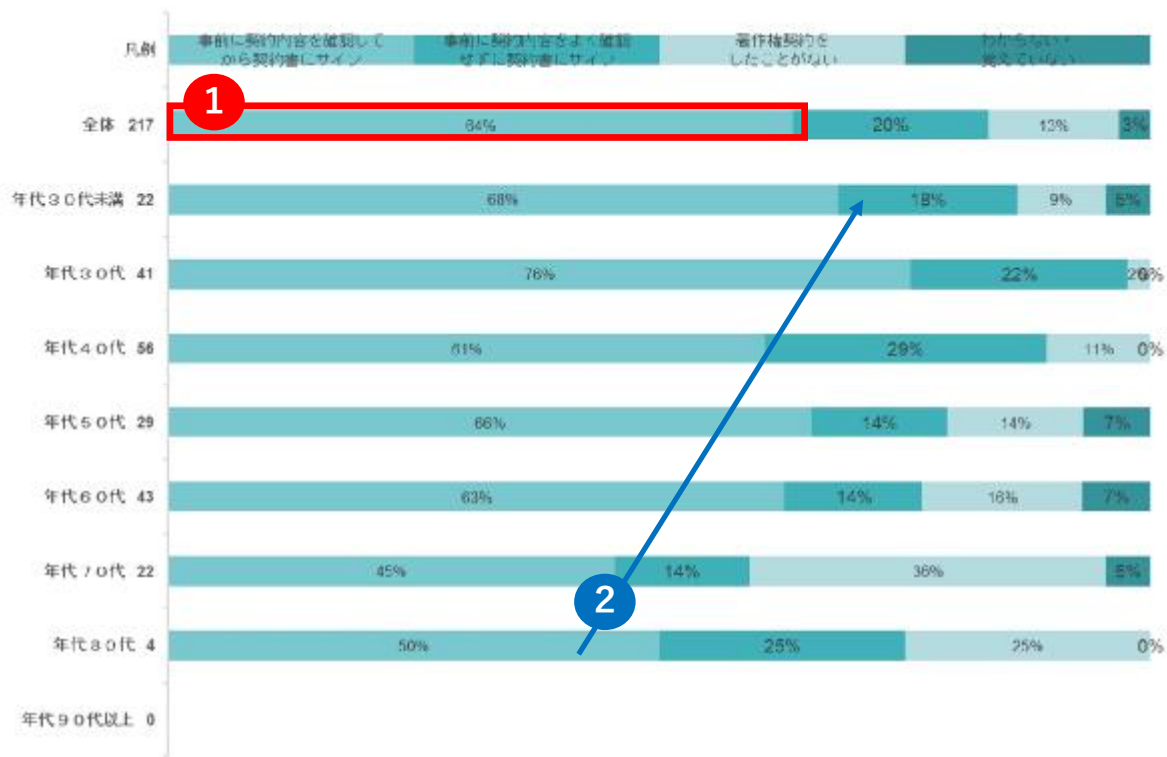 凡例
事前に契約内容を確認して
から契約書にサイン
事前に契約内容をよく確認
せずに契約書にサイン
著作権契約を
したことがない
わからない・
覚えていない
1
全体 217 64% 20% 13% 3%
年代30代未満 22 68% 18% 9% 5%
年代30代 41 76% 22% 2% 0%
年代40代 56 61% 29% 11% 0%
年代50代 29 66% 14% 14% 7%
年代60代 43 63% 14% 16% 7%
年代70代 22 45% 14% 36% 5%
2
年代80代 4 50% 25% 25% 0%
年代90代以上 0